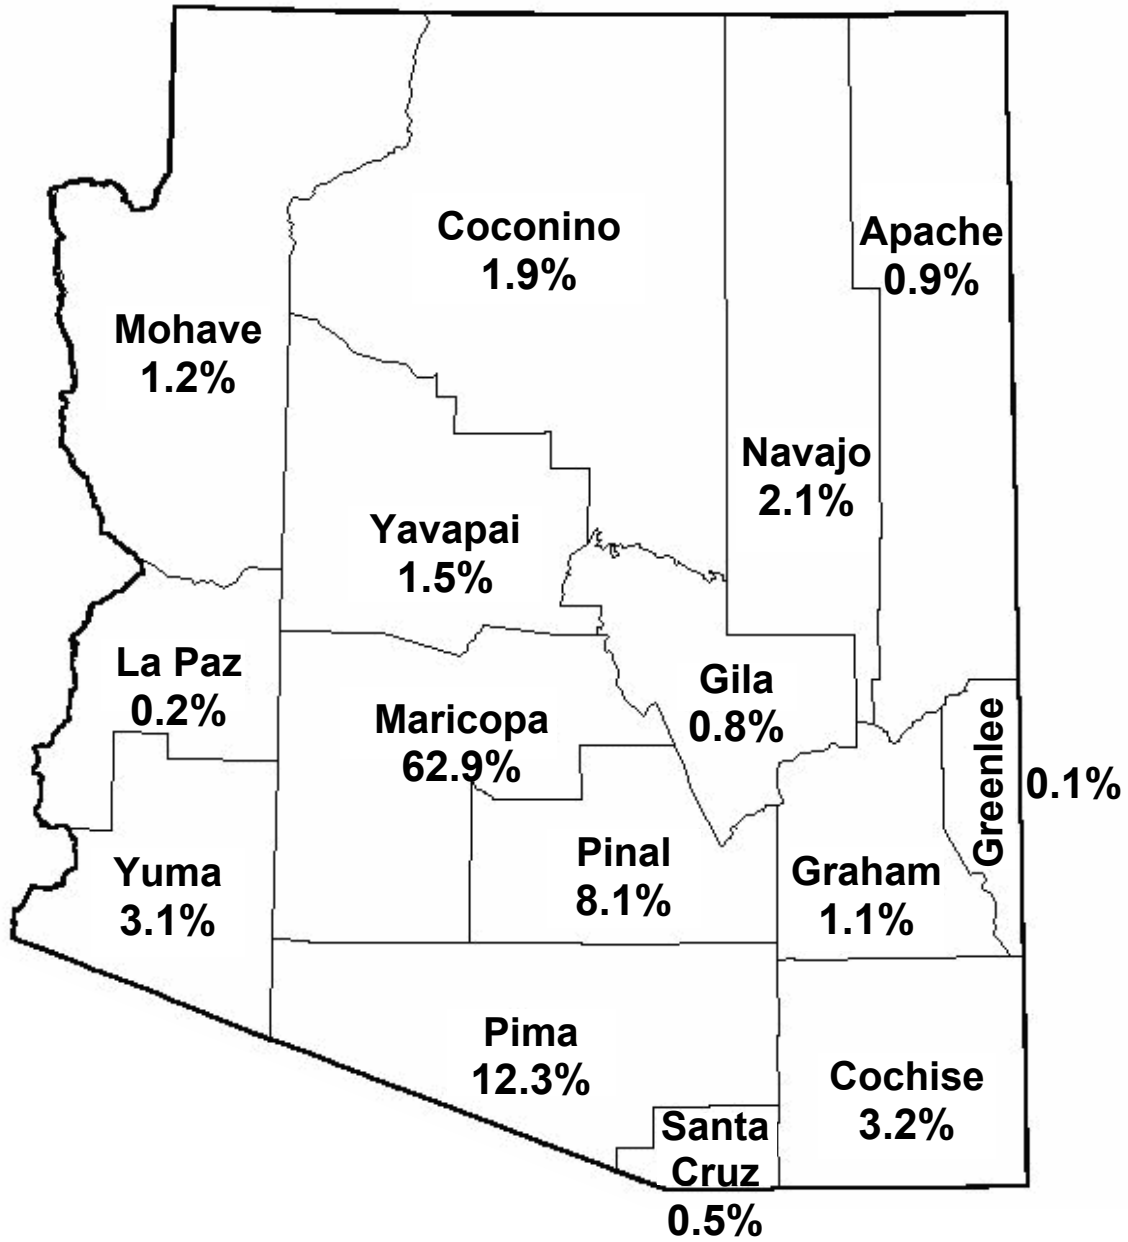 Coconino
1.9%
Apache
0.9%
Mohave
1.2%
Navajo
2.1%
Yavapai
1.5%
La Paz
0.2%
Maricopa
62.9%
Gila
0.8%
Greenlee
0.1%
Yuma
3.1%
Pinal
8.1%
Graham
1.1%
Pima
12.3%
Cochise
3.2%
Santa
Cruz
0.5%